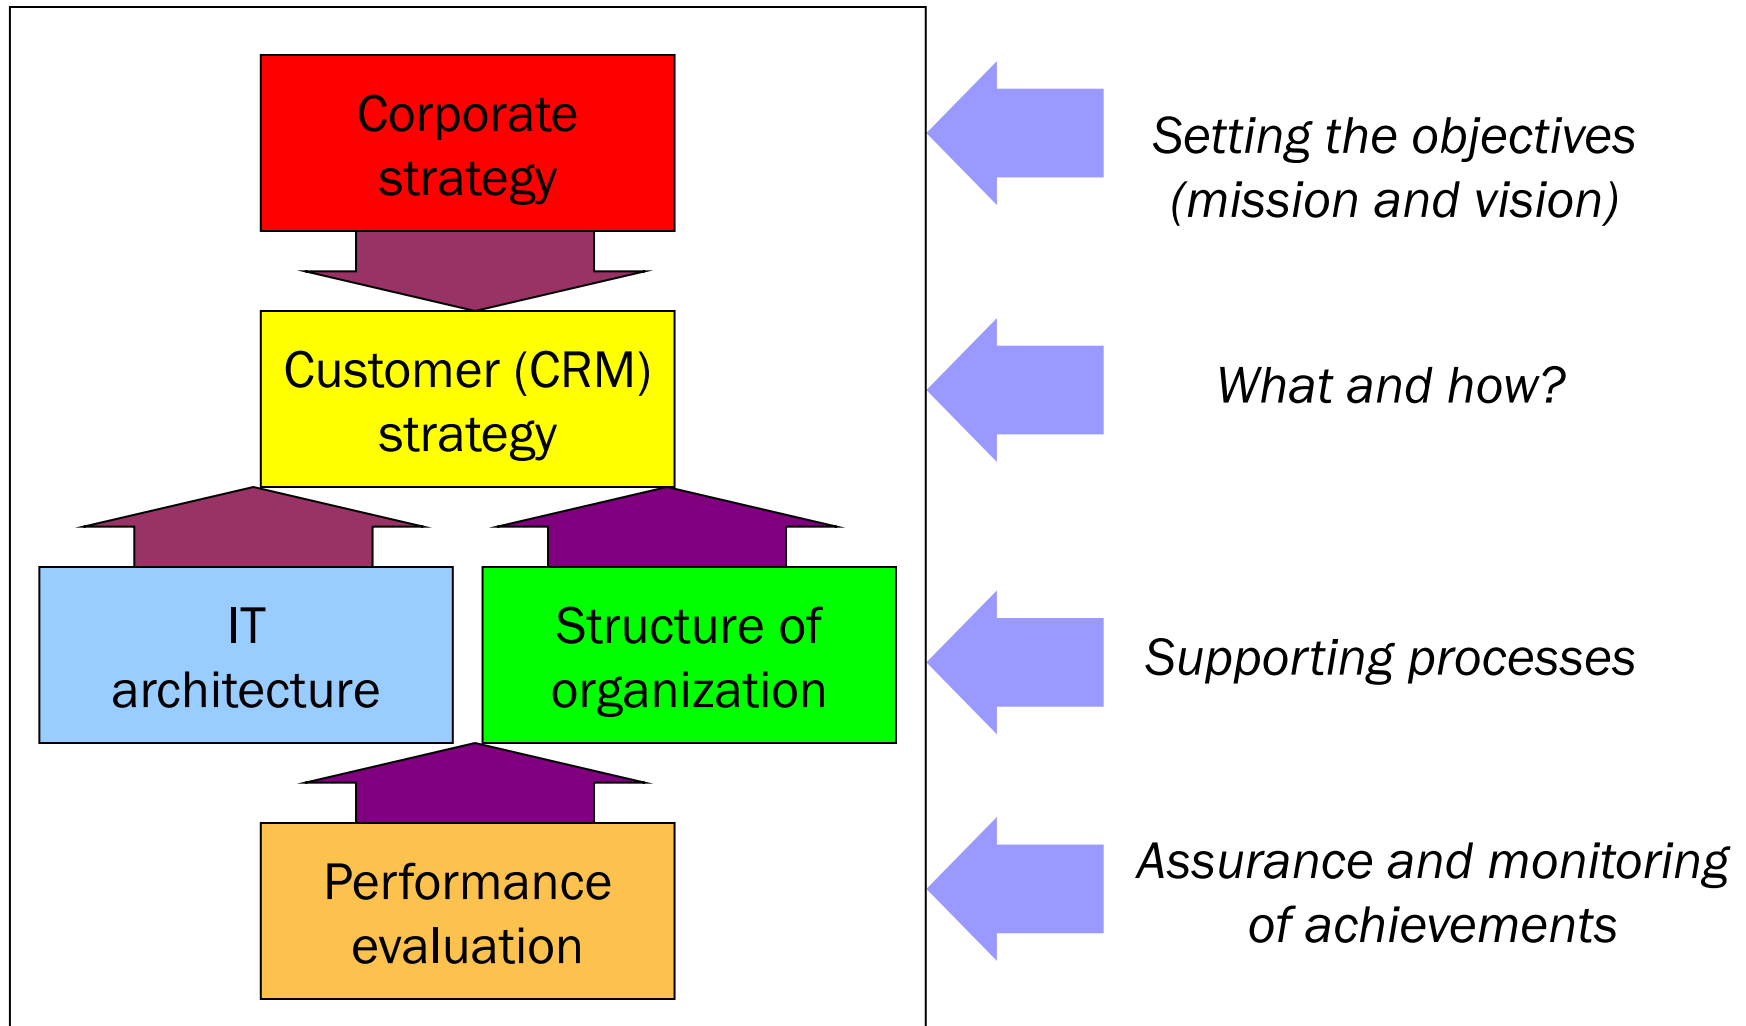 Corporate
strategy
Setting the objectives
(mission and vision)
Customer (CRM)
strategy
What and how?
IT
architecture
Structure of
organization
Supporting processes
Performance
evaluation
Assurance and monitoring
of achievements